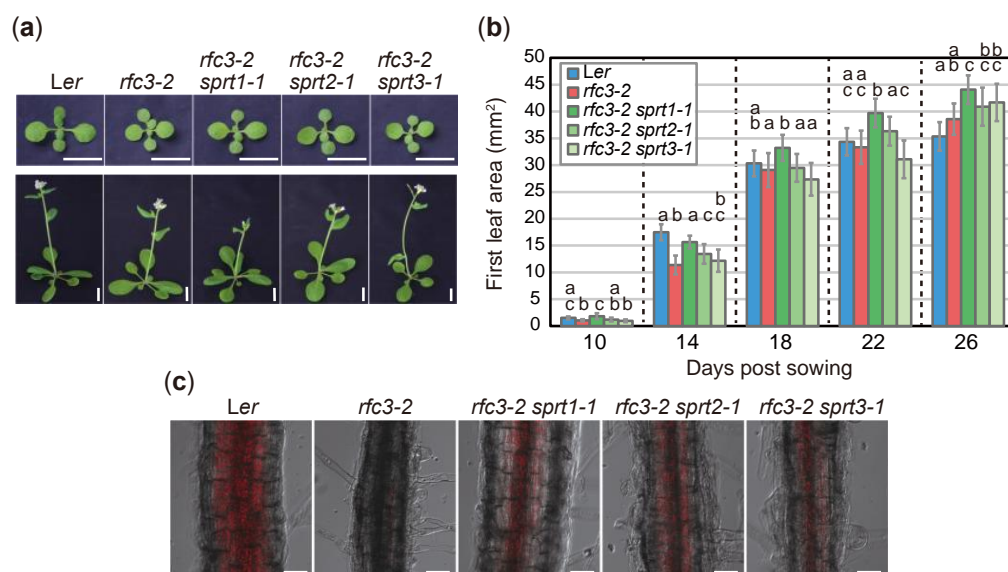 (a)
Ler
rfc3-2
rfc3-2
sprt1-1
rfc3-2
sprt2-1
rfc3-2
sprt3-1
(b)
First leaf area (mm²)
50
45
40
35
30
25
20
15
10
5
0
Ler
rfc3-2
rfc3-2 sprt1-1
rfc3-2 sprt2-1
rfc3-2 sprt3-1
a a
c b c b b
b
a b a c c
a
b a b a a
a a
c c b a c
a b b
a b c c c
10 14 18 22 26
Days post sowing
(c)
Ler
rfc3-2
rfc3-2 sprt1-1
rfc3-2 sprt2-1
rfc3-2 sprt3-1